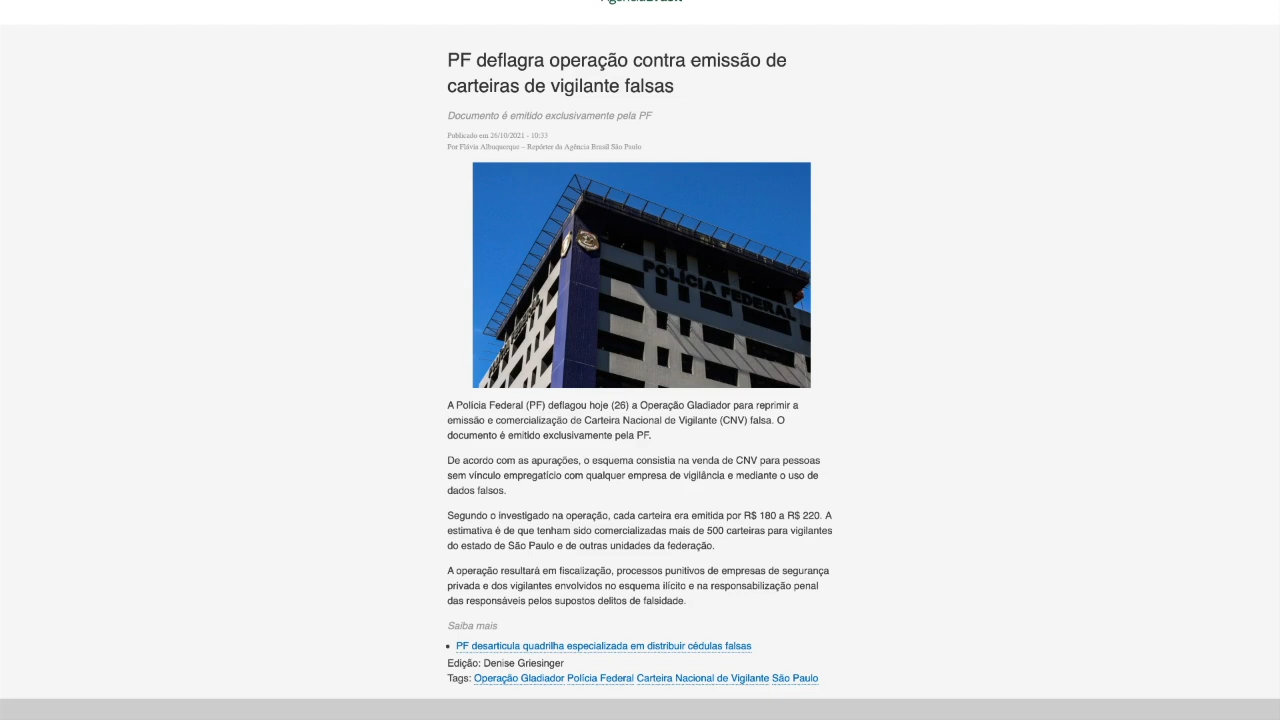 AgênciaBrasil
PF deflagra operação contra emissão de
carteiras de vigilante falsas
Documento é emitido exclusivamente pela PF
Publicado em 26/10/2021 - 10:33
Por Flávia Albuquerque – Repórter da Agência Brasil São Paulo
POLÍCIA FEDERAL
A Polícia Federal (PF) deflagou hoje (26) a Operação Gladiador para reprimir a
emissão e comercialização de Carteira Nacional de Vigilante (CNV) falsa. O
documento é emitido exclusivamente pela PF.
De acordo com as apurações, o esquema consistia na venda de CNV para pessoas
sem vínculo empregatício com qualquer empresa de vigilância e mediante o uso de
dados falsos.
Segundo o investigado na operação, cada carteira era emitida por R$ 180 a R$ 220. A
estimativa é de que tenham sido comercializadas mais de 500 carteiras para vigilantes
do estado de São Paulo e de outras unidades da federação.
A operação resultará em fiscalização, processos punitivos de empresas de segurança
privada e dos vigilantes envolvidos no esquema ilícito e na responsabilização penal
das responsáveis pelos supostos delitos de falsidade.
Saiba mais
PF desarticula quadrilha especializada em distribuir cédulas falsas
Edição: Denise Griesinger
Tags: Operação Gladiador Polícia Federal Carteira Nacional de Vigilante São Paulo